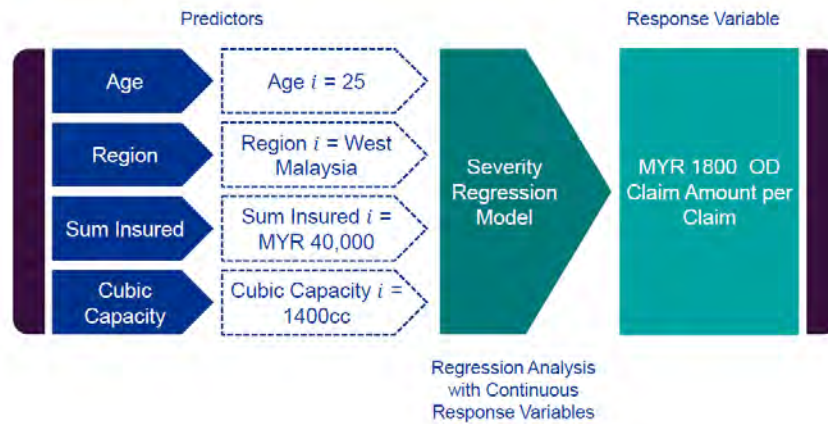 Predictors
Response Variable
Age
Age i = 25
Region
Region i = West
Malaysia
Sum Insured
Sum Insured i =
MYR 40,000
Cubic
Capacity
Cubic Capacity i =
1400cc
Severity
Regression
Model
MYR 1800 OD
Claim Amount per
Claim
Regression Analysis
with Continuous
Response Variables